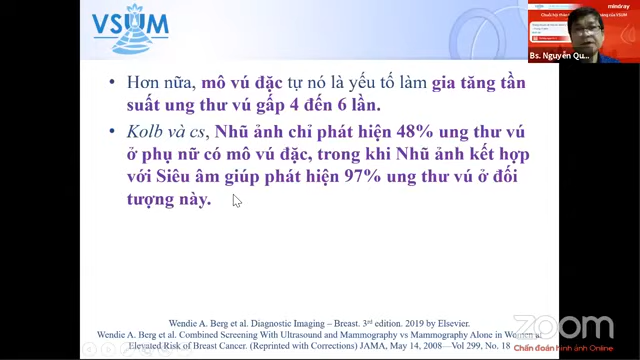 VSUM
mindray
Bs. Nguyễn Qu...
• Hơn nữa, mô vú đặc tự nó là yếu tố làm gia tăng tần
suất ung thư vú gấp 4 đến 6 lần.
• Kolb và cs, Nhũ ảnh chỉ phát hiện 48% ung thư vú
ở phụ nữ có mô vú đặc, trong khi Nhũ ảnh kết hợp
với Siêu âm giúp phát hiện 97% ung thư vú ở đối
tượng này.
Wendie A. Berg et al. Diagnostic Imaging – Breast. 3rd edition. 2019 by Elsevier.
Wendie A. Berg et al. Combined Screening With Ultrasound and Mammography vs Mammography Alone in Women at
Elevated Risk of Breast Cancer. (Reprinted with Corrections) JAMA, May 14, 2008—Vol 299, No. 18
zoom
Chẩn đoán hình ảnh Online